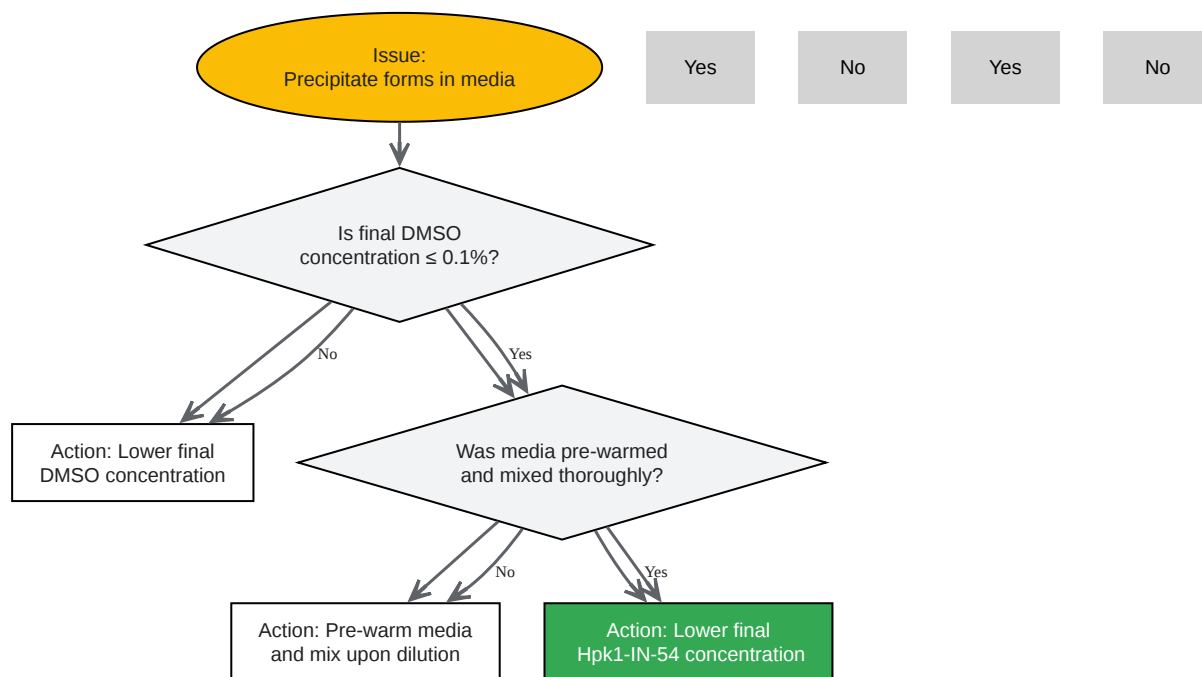 Issue:
Precipitate forms in media
Yes
No
Yes
No
Is final DMSO
concentration ≤ 0.1%?
No
Yes
Action: Lower final
DMSO concentration
Was media pre-warmed
and mixed thoroughly?
No
Yes
Action: Pre-warm media
and mix upon dilution
Action: Lower final
Hpk1-IN-54 concentration